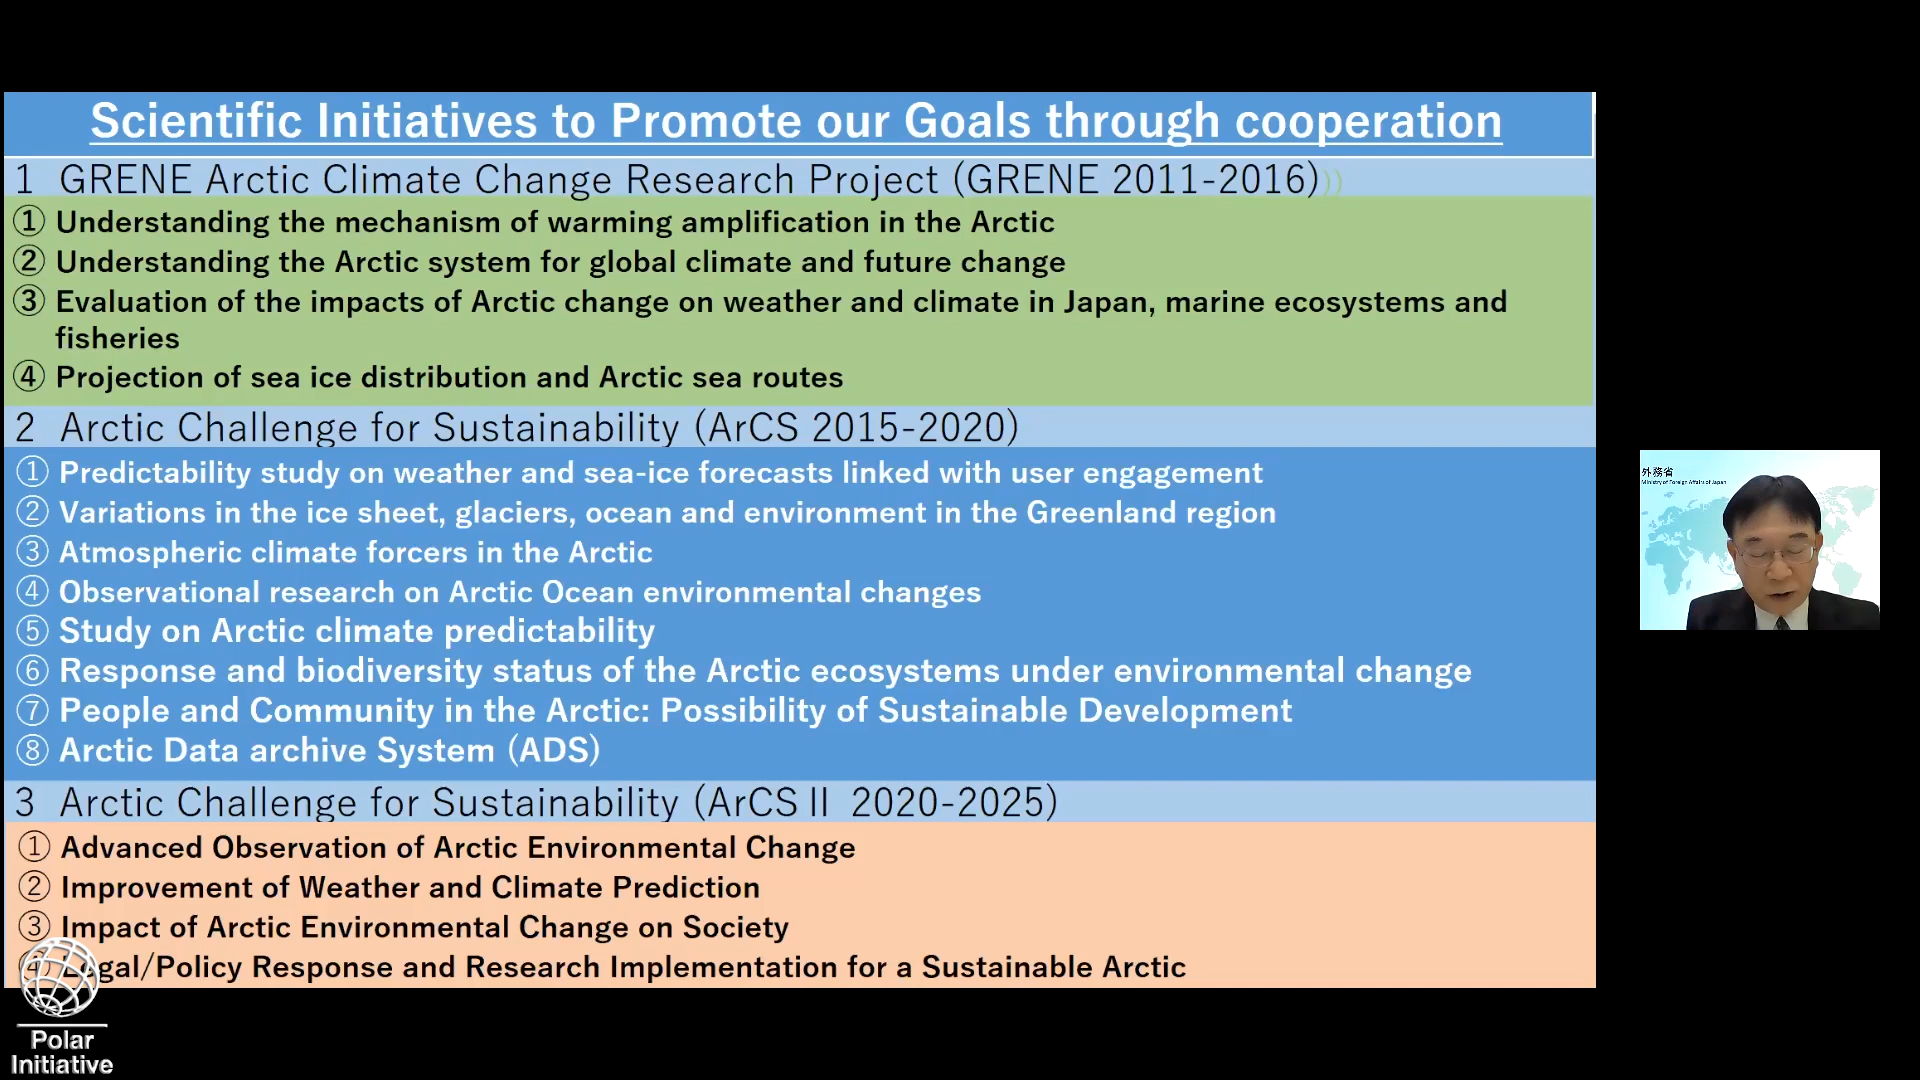 Scientific Initiatives to Promote our Goals through cooperation
1 GRENE Arctic Climate Change Research Project (GRENE 2011-2016)))
① Understanding the mechanism of warming amplification in the Arctic
② Understanding the Arctic system for global climate and future change
③ Evaluation of the impacts of Arctic change on weather and climate in Japan, marine ecosystems and
fisheries
④ Projection of sea ice distribution and Arctic sea routes
2 Arctic Challenge for Sustainability (ArCS 2015-2020)
① Predictability study on weather and sea-ice forecasts linked with user engagement
② Variations in the ice sheet, glaciers, ocean and environment in the Greenland region
③ Atmospheric climate forcers in the Arctic
④ Observational research on Arctic Ocean environmental changes
⑤ Study on Arctic climate predictability
⑥ Response and biodiversity status of the Arctic ecosystems under environmental change
⑦ People and Community in the Arctic: Possibility of Sustainable Development
⑧ Arctic Data archive System (ADS)
3 Arctic Challenge for Sustainability (ArCS II 2020-2025)
① Advanced Observation of Arctic Environmental Change
② Improvement of Weather and Climate Prediction
③ Impact of Arctic Environmental Change on Society
④ Legal/Policy Response and Research Implementation for a Sustainable Arctic
外務省
Ministry of Foreign Affairs of Japan
Polar
Initiative